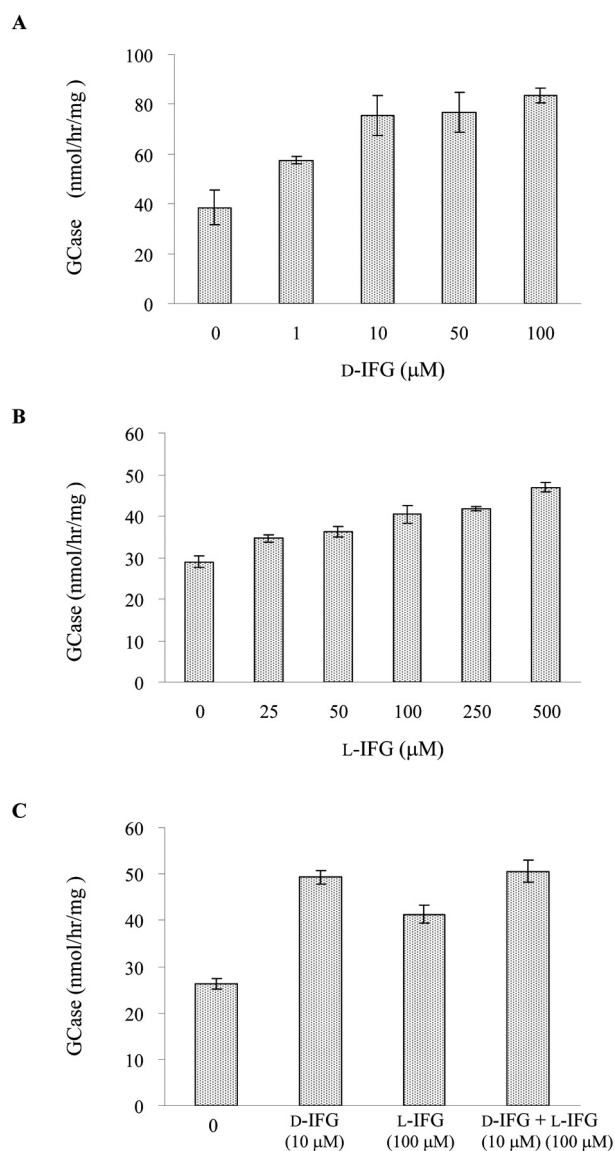 A
100
80
60
40
20
0
GCase (nmol/hr/mg )
0 1 10 50 100
D-IFG (μM)
B
60
50
40
30
20
10
0
GCase (nmol/hr/mg )
0 25 50 100 250 500
L-IFG (μM)
C
60
50
40
30
20
10
0
GCase (nmol/hr/mg )
0 D-IFG L-IFG D-IFG + L-IFG
(10 μM) (100 μM) (10 μM) (100 μM)